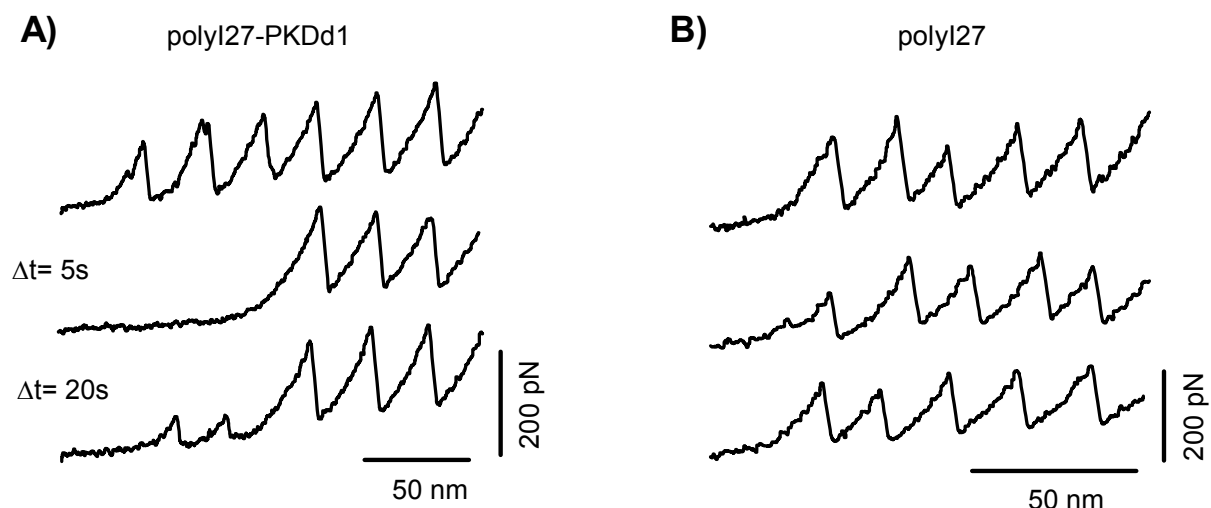 A)
polyI27-PKDd1
Δt= 5s
Δt= 20s
200 pN
50 nm
B)
polyI27
200 pN
50 nm